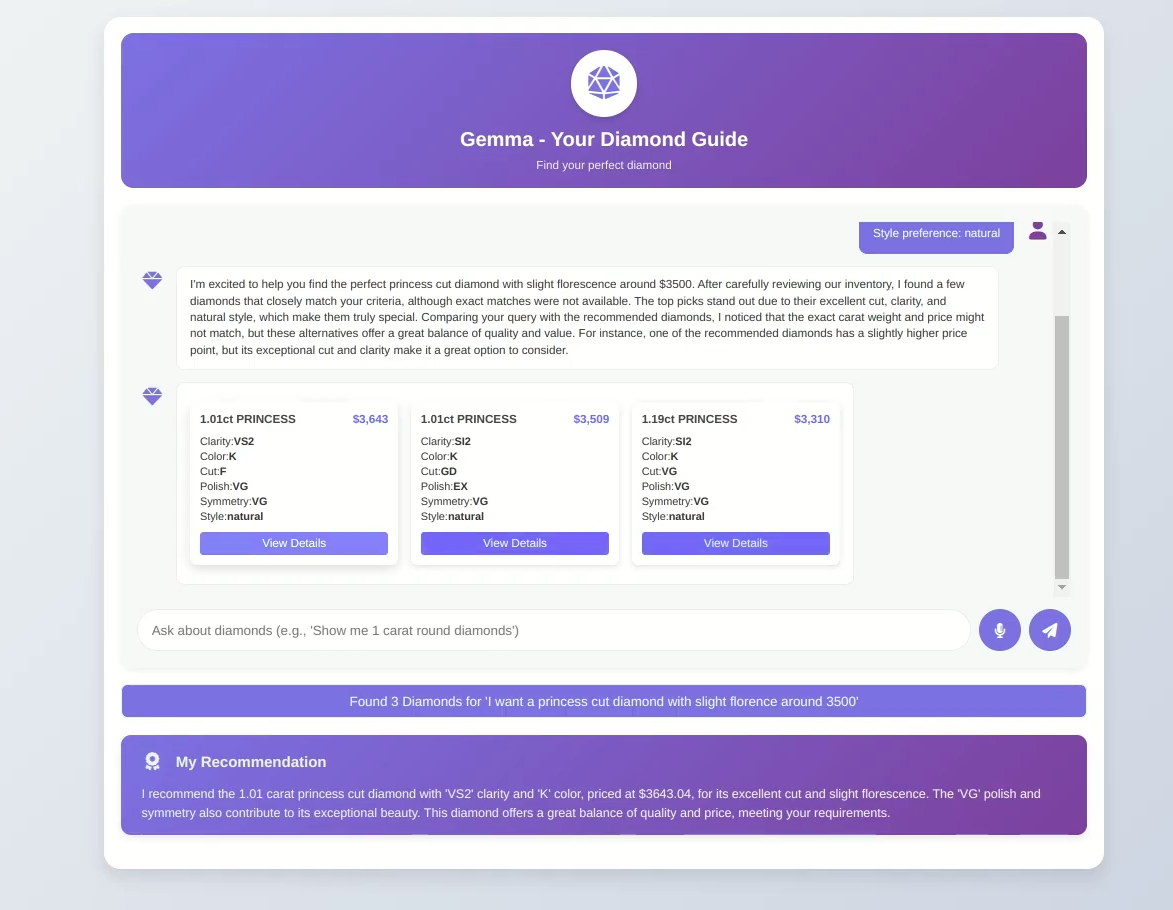 Gemma - Your Diamond Guide
Find your perfect diamond
Style preference: natural
I'm excited to help you find the perfect princess cut diamond with slight florescence around $3500. After carefully reviewing our inventory, I found a few
diamonds that closely match your criteria, although exact matches were not available. The top picks stand out due to their excellent cut, clarity, and
natural style, which make them truly special. Comparing your query with the recommended diamonds, I noticed that the exact carat weight and price might
not match, but these alternatives offer a great balance of quality and value. For instance, one of the recommended diamonds has a slightly higher price
point, but its exceptional cut and clarity make it a great option to consider.
1.01ct PRINCESS $3,643
Clarity:VS2
Color:K
Cut:F
Polish:VG
Symmetry:VG
Style:natural
View Details
1.01ct PRINCESS $3,509
Clarity:SI2
Color:K
Cut:GD
Polish:EX
Symmetry:VG
Style:natural
View Details
1.19ct PRINCESS $3,310
Clarity:SI2
Color:K
Cut:VG
Polish:VG
Symmetry:VG
Style:natural
View Details
Ask about diamonds (e.g., 'Show me 1 carat round diamonds')
Found 3 Diamonds for 'I want a princess cut diamond with slight florence around 3500'
My Recommendation
I recommend the 1.01 carat princess cut diamond with 'VS2' clarity and 'K' color, priced at $3643.04, for its excellent cut and slight florescence. The 'VG' polish and
symmetry also contribute to its exceptional beauty. This diamond offers a great balance of quality and price, meeting your requirements.